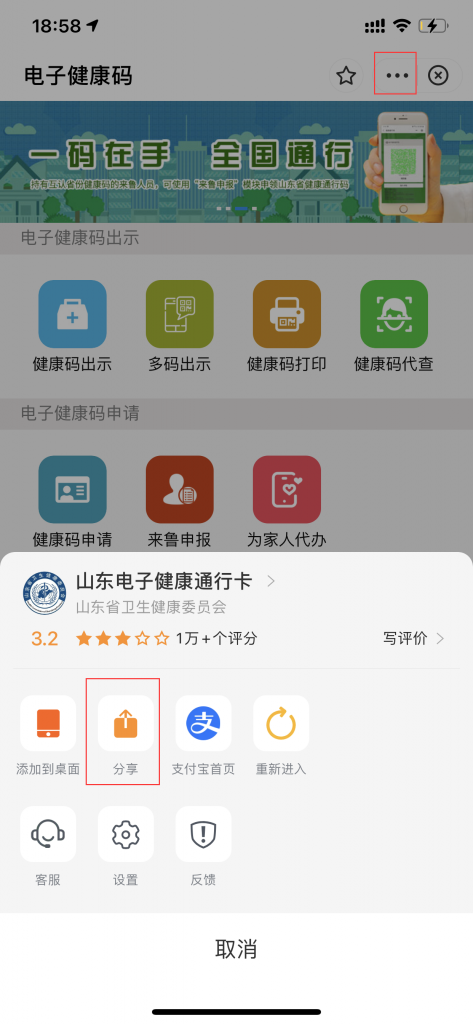 18:58
电子健康码
一码在手 全国通行
持有互认省份健康码的来鲁人员，可使用“来鲁申报”模块申领山东省健康通行码
电子健康码出示
健康码出示 多码出示 健康码打印 健康码代查
电子健康码申请
健康码申请 来鲁申报 为家人代办
山东电子健康通行卡
山东省卫生健康委员会
3.2 1万+个评分 写评价
支
添加到桌面 分享 支付宝首页 重新进入
客服 设置 反馈
取消